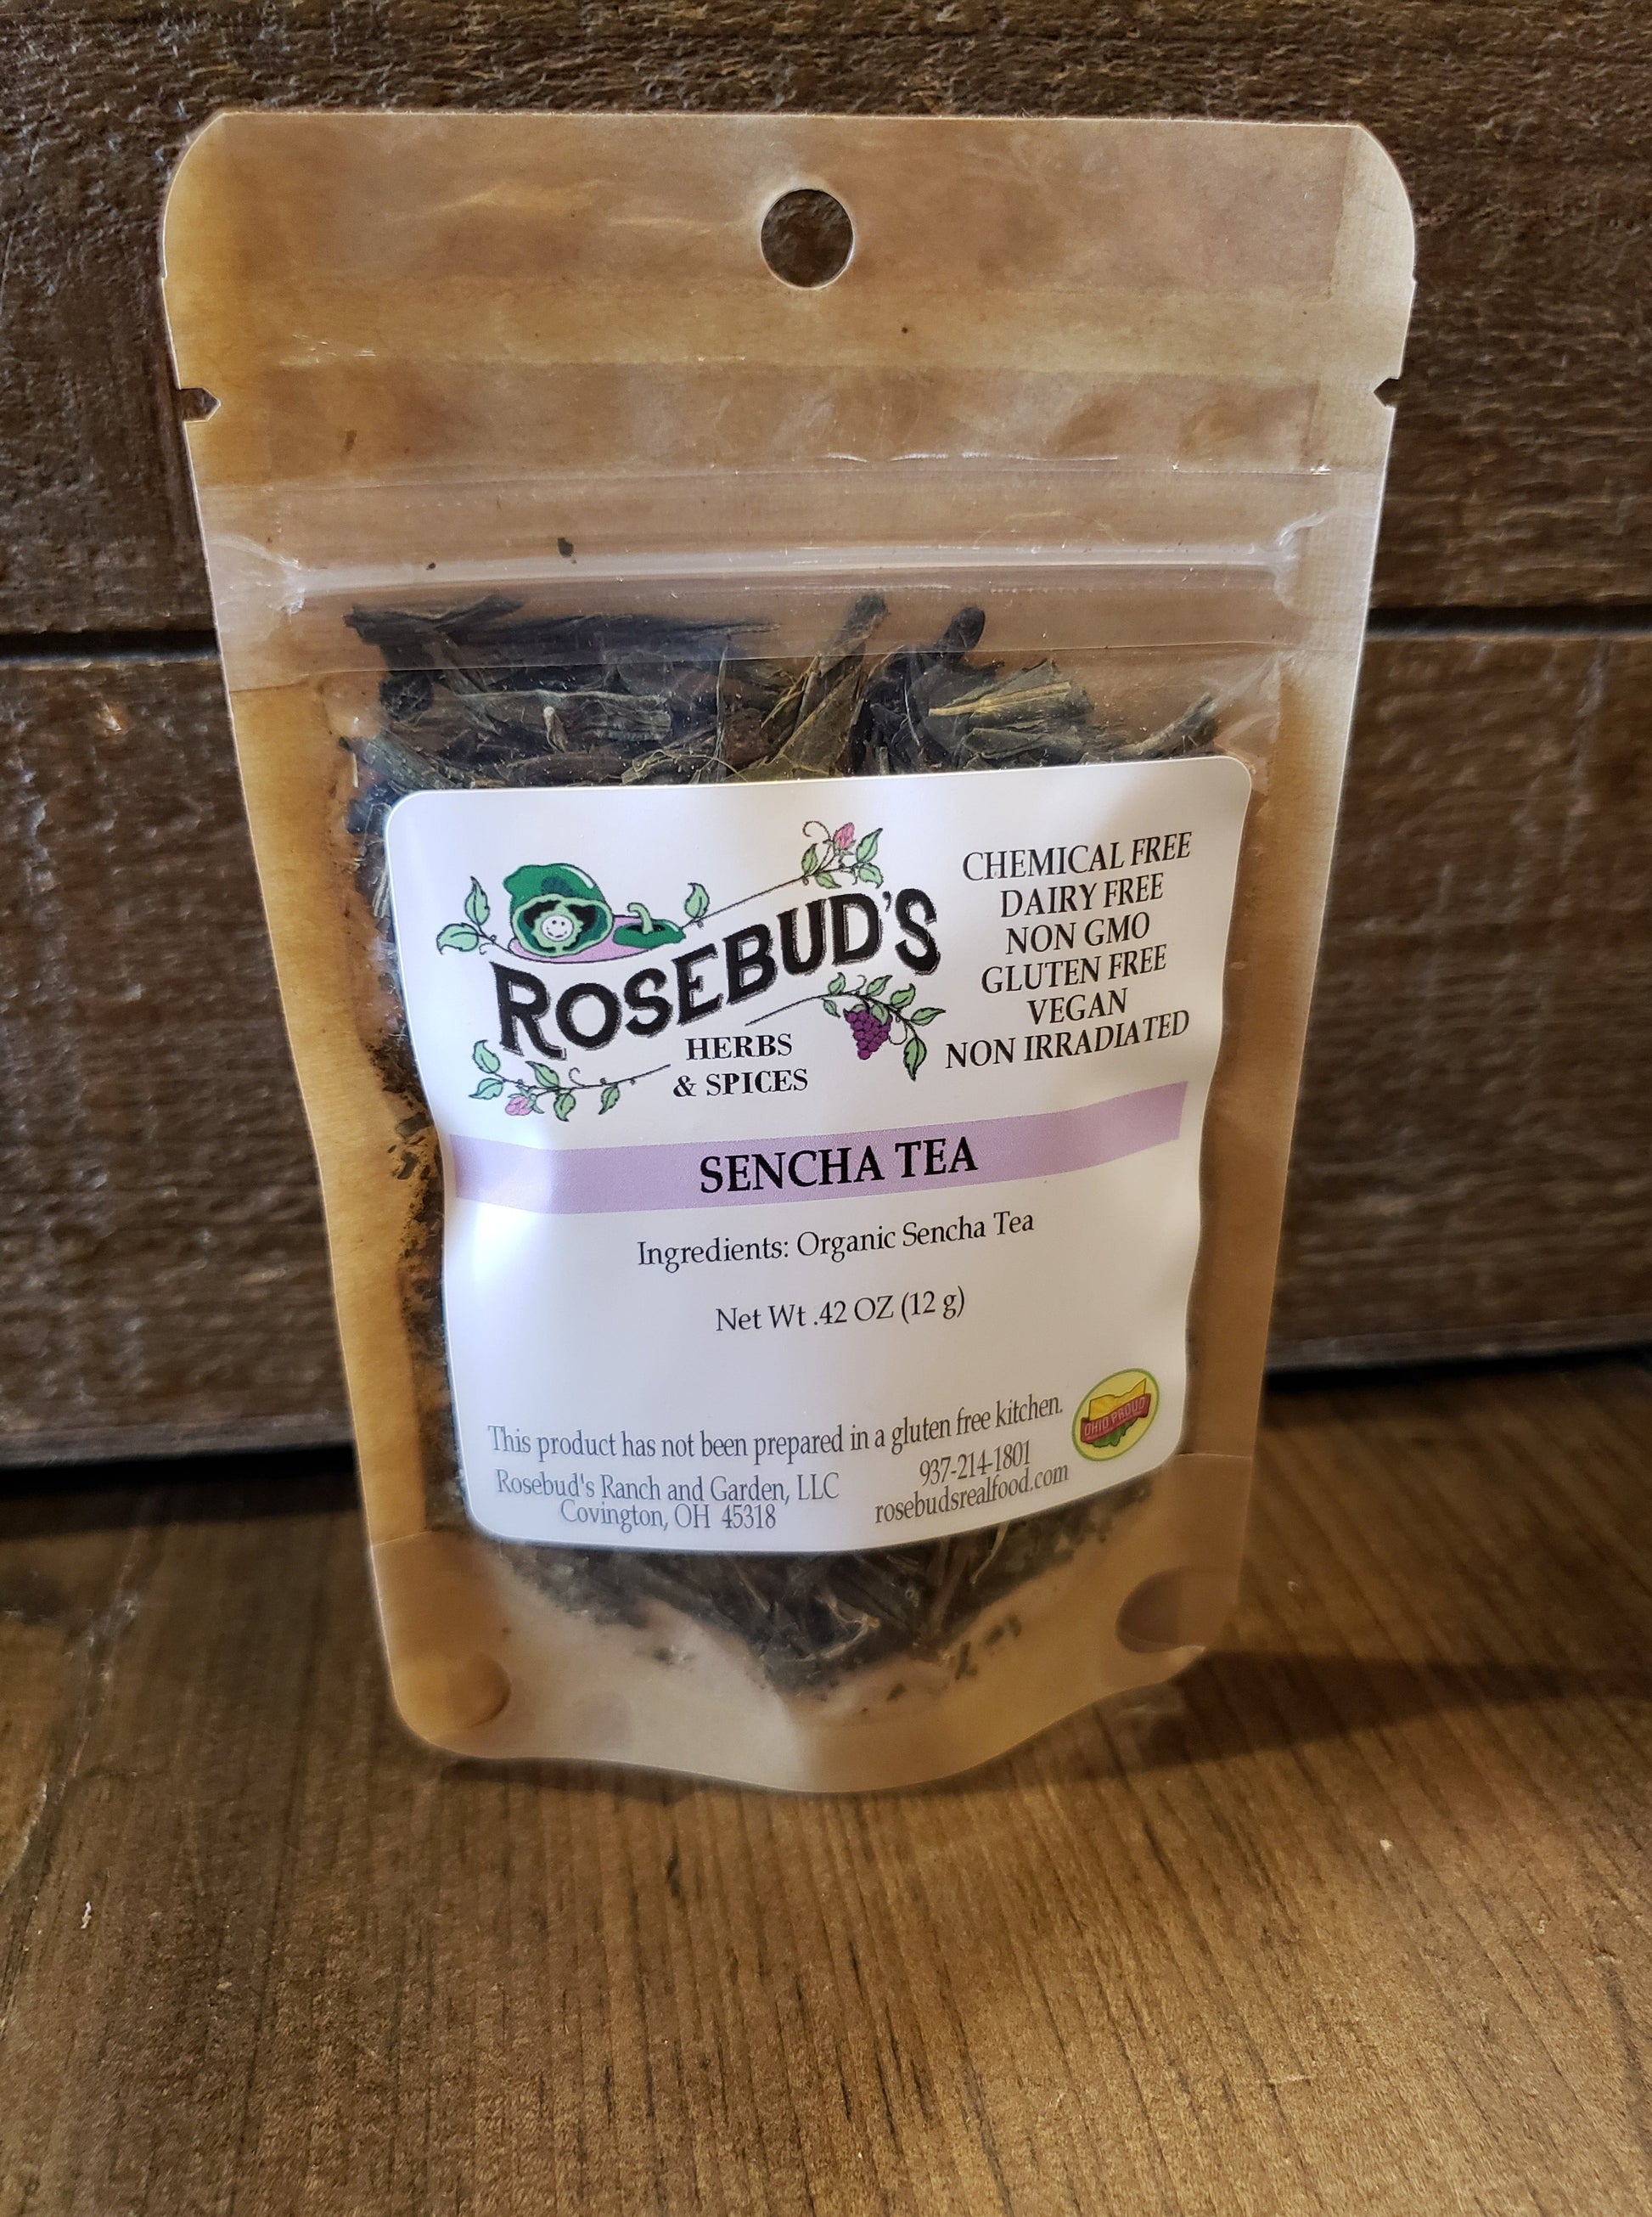 ROSEBUD'S
HERBS
& SPICES
CHEMICAL FREE
DAIRY FREE
NON GMO
GLUTEN FREE
VEGAN
NON IRRADIATED
SENCHA TEA
Ingredients: Organic Sencha Tea
Net Wt .42 OZ (12 g)
This product has not been prepared in a gluten free kitchen.
Rosebud's Ranch and Garden, LLC
Covington, OH 45318
937-214-1801
rosebudsrealfood.com
OHIO PROUD